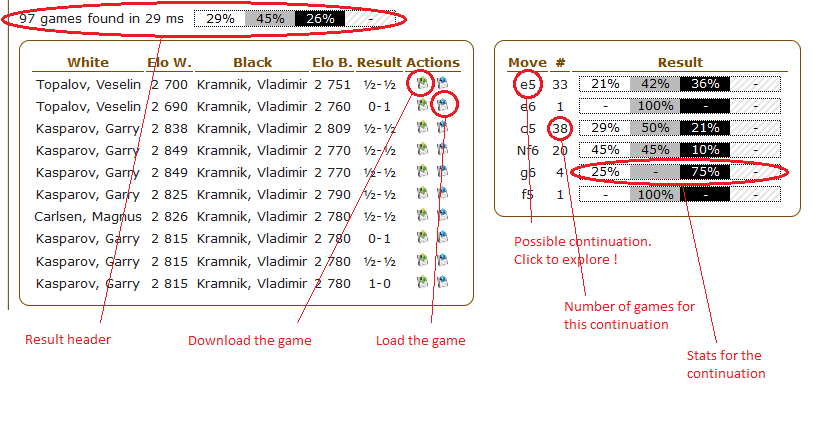 97 games found in 29 ms 29% 45% 26% -
White Elo W. Black Elo B. Result Actions
Topalov, Veselin 2 700 Kramnik, Vladimir 2 751 ½-½
Topalov, Veselin 2 690 Kramnik, Vladimir 2 760 0-1
Kasparov, Garry 2 838 Kramnik, Vladimir 2 809 ½-½
Kasparov, Garry 2 849 Kramnik, Vladimir 2 770 ½-½
Kasparov, Garry 2 849 Kramnik, Vladimir 2 770 ½-½
Kasparov, Garry 2 825 Kramnik, Vladimir 2 790 ½-½
Carlsen, Magnus 2 826 Kramnik, Vladimir 2 780 ½-½
Kasparov, Garry 2 815 Kramnik, Vladimir 2 780 0-1
Kasparov, Garry 2 815 Kramnik, Vladimir 2 780 ½-½
Kasparov, Garry 2 815 Kramnik, Vladimir 2 780 1-0
Move # Result
e5 33 21% 42% 36% -
e6 1 - 100% - -
c5 38 29% 50% 21% -
Nf6 20 45% 45% 10% -
g6 4 25% - 75% -
f5 1 - 100% - -
Possible continuation.
Click to explore !
Number of games for
this continuation
Result header
Download the game
Load the game
Stats for the
continuation